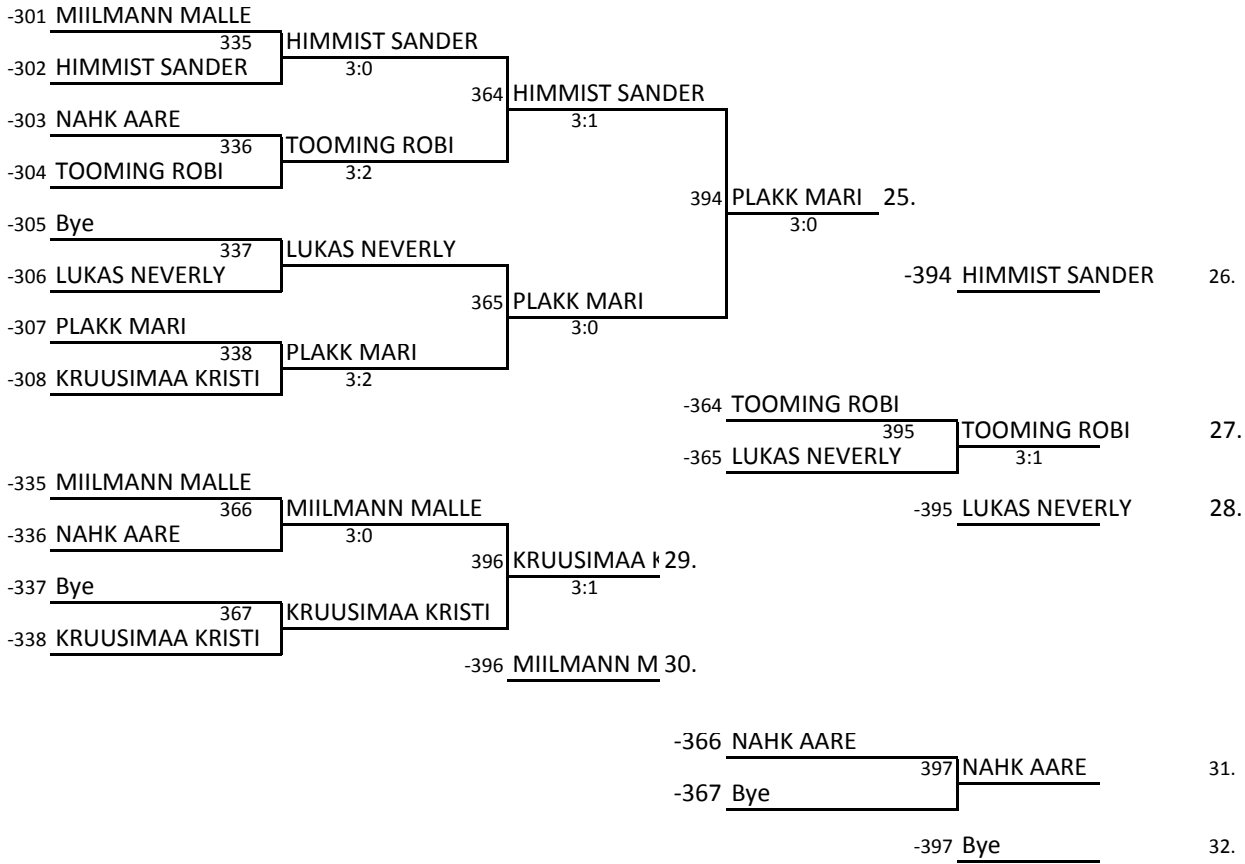 -301 MIILMANN MALLE
335 HIMMIST SANDER
-302 HIMMIST SANDER 3:0
364 HIMMIST SANDER
-303 NAHK AARE 3:1
336 TOOMING ROBI
-304 TOOMING ROBI 3:2
394 PLAKK MARI 25.
-305 Bye 3:0
337 LUKAS NEVERLY
-306 LUKAS NEVERLY
-394 HIMMIST SANDER 26.
365 PLAKK MARI
-307 PLAKK MARI 3:0
338 PLAKK MARI
-308 KRUUSIMAA KRISTI 3:2
-364 TOOMING ROBI
395 TOOMING ROBI 27.
-365 LUKAS NEVERLY 3:1
-335 MIILMANN MALLE
366 MIILMANN MALLE
-395 LUKAS NEVERLY 28.
-336 NAHK AARE 3:0
396 KRUUSIMAA K 29.
-337 Bye 3:1
367 KRUUSIMAA KRISTI
-338 KRUUSIMAA KRISTI
-396 MIILMANN M 30.
-366 NAHK AARE
397 NAHK AARE 31.
-367 Bye
-397 Bye 32.